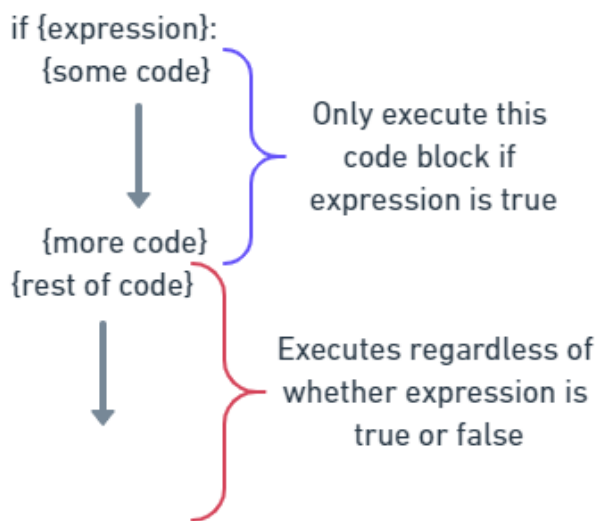 if {expression}:
{some code}
Only execute this
code block if
expression is true
{more code}
{rest of code}
Executes regardless of
whether expression is
true or false